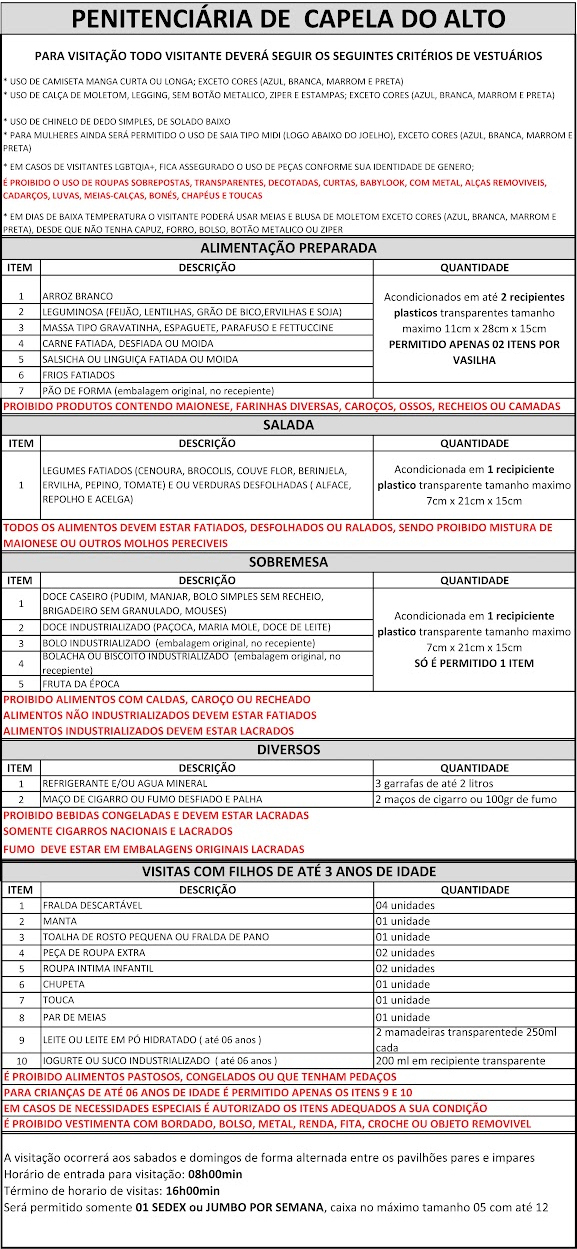 PENITENCIÁRIA DE CAPELA DO ALTO
PARA VISITAÇÃO TODO VISITANTE DEVERÁ SEGUIR OS SEGUINTES CRITÉRIOS DE VESTUÁRIOS
* USO DE CAMISETA MANGA CURTA OU LONGA; EXCETO CORES (AZUL, BRANCA, MARROM E PRETA)
* USO DE CALÇA DE MOLETOM, LEGGING, SEM BOTÃO METALICO, ZIPER E ESTAMPAS; EXCETO CORES (AZUL, BRANCA, MARROM E PRETA)
* USO DE CHINELO DE DEDO SIMPLES, DE SOLADO BAIXO
* PARA MULHERES AINDA SERÁ PERMITIDO O USO DE SAIA TIPO MIDI (LOGO ABAIXO DO JOELHO), EXCETO CORES (AZUL, BRANCA, MARROM E
PRETA)
* EM CASOS DE VISITANTES LGBTQIA+, FICA ASSEGURADO O USO DE PEÇAS CONFORME SUA IDENTIDADE DE GENERO;
É PROIBIDO O USO DE ROUPAS SOBREPOSTAS, TRANSPARENTES, DECOTADAS, CURTAS, BABYLOOK, COM METAL, ALÇAS REMOVIVEIS,
CADARÇOS, LUVAS, MEIAS-CALÇAS, BONÉS, CHAPÉUS E TOUCAS
* EM DIAS DE BAIXA TEMPERATURA O VISITANTE PODERÁ USAR MEIAS E BLUSA DE MOLETOM EXCETO CORES (AZUL, BRANCA, MARROM E
PRETA), DESDE QUE NÃO TENHA CAPUZ, FORRO, BOLSO, BOTÃO METALICO OU ZIPER
ALIMENTAÇÃO PREPARADA
ITEM DESCRIÇÃO QUANTIDADE
1 ARROZ BRANCO
2 LEGUMINOSA (FEIJÃO, LENTILHAS, GRÃO DE BICO,ERVILHAS E SOJA)
3 MASSA TIPO GRAVATINHA, ESPAGUETE, PARAFUSO E FETTUCCINE
4 CARNE FATIADA, DESFIADA OU MOIDA
5 SALSICHA OU LINGUIÇA FATIADA OU MOIDA
6 FRIOS FATIADOS
Acondicionados em até 2 recipientes
plasticos transparentes tamanho
maximo 11cm x 28cm x 15cm
PERMITIDO APENAS 02 ITENS POR
VASILHA
7 PÃO DE FORMA (embalagem original, no recepiente)
PROIBIDO PRODUTOS CONTENDO MAIONESE, FARINHAS DIVERSAS, CAROÇOS, OSSOS, RECHEIOS OU CAMADAS
SALADA
ITEM DESCRIÇÃO QUANTIDADE
1 LEGUMES FATIADOS (CENOURA, BROCOLIS, COUVE FLOR, BERINJELA,
ERVILHA, PEPINO, TOMATE) E OU VERDURAS DESFOLHADAS ( ALFACE,
REPOLHO E ACELGA)
Acondicionada em 1 recipiciente
plastico transparente tamanho maximo
7cm x 21cm x 15cm
TODOS OS ALIMENTOS DEVEM ESTAR FATIADOS, DESFOLHADOS OU RALADOS, SENDO PROIBIDO MISTURA DE
MAIONESE OU OUTROS MOLHOS PERECIVEIS
SOBREMESA
ITEM DESCRIÇÃO QUANTIDADE
1 DOCE CASEIRO (PUDIM, MANJAR, BOLO SIMPLES SEM RECHEIO,
BRIGADEIRO SEM GRANULADO, MOUSES)
2 DOCE INDUSTRIALIZADO (PAÇOCA, MARIA MOLE, DOCE DE LEITE)
3 BOLO INDUSTRIALIZADO (embalagem original, no recepiente)
4 BOLACHA OU BISCOITO INDUSTRIALIZADO (embalagem original, no
recepiente)
5 FRUTA DA ÉPOCA
Acondicionada em 1 recipiciente
plastico transparente tamanho maximo
7cm x 21cm x 15cm
SÓ É PERMITIDO 1 ITEM
PROIBIDO ALIMENTOS COM CALDAS, CAROÇO OU RECHEADO
ALIMENTOS NÃO INDUSTRIALIZADOS DEVEM ESTAR FATIADOS
ALIMENTOS INDUSTRIALIZADOS DEVEM ESTAR LACRADOS
DIVERSOS
ITEM DESCRIÇÃO QUANTIDADE
1 REFRIGERANTE E/OU AGUA MINERAL 3 garrafas de até 2 litros
2 MAÇO DE CIGARRO OU FUMO DESFIADO E PALHA 2 maços de cigarro ou 100gr de fumo
PROIBIDO BEBIDAS CONGELADAS E DEVEM ESTAR LACRADAS
SOMENTE CIGARROS NACIONAIS E LACRADOS
FUMO DEVE ESTAR EM EMBALAGENS ORIGINAIS LACRADAS
VISITAS COM FILHOS DE ATÉ 3 ANOS DE IDADE
ITEM DESCRIÇÃO QUANTIDADE
1 FRALDA DESCARTÁVEL 04 unidades
2 MANTA 01 unidade
3 TOALHA DE ROSTO PEQUENA OU FRALDA DE PANO 01 unidade
4 PEÇA DE ROUPA EXTRA 02 unidades
5 ROUPA INTIMA INFANTIL 02 unidades
6 CHUPETA 01 unidade
7 TOUCA 01 unidade
8 PAR DE MEIAS 01 unidade
9 LEITE OU LEITE EM PÓ HIDRATADO ( até 06 anos ) 2 mamadeiras transparentede 250ml
cada
10 IOGURTE OU SUCO INDUSTRIALIZADO ( até 06 anos ) 200 ml em recipiente transparente
É PROIBIDO ALIMENTOS PASTOSOS, CONGELADOS OU QUE TENHAM PEDAÇOS
PARA CRIANÇAS DE ATÉ 06 ANOS DE IDADE É PERMITIDO APENAS OS ITENS 9 E 10
EM CASOS DE NECESSIDADES ESPECIAIS É AUTORIZADO OS ITENS ADEQUADOS A SUA CONDIÇÃO
É PROIBIDO VESTIMENTA COM BORDADO, BOLSO, METAL, RENDA, FITA, CROCHE OU OBJETO REMOVIVEL
A visitação ocorrerá aos sabados e domingos de forma alternada entre os pavilhões pares e impares
Horário de entrada para visitação: 08h00min
Término de horario de visitas: 16h00min
Será permitido somente 01 SEDEX ou JUMBO POR SEMANA, caixa no máximo tamanho 05 com até 12